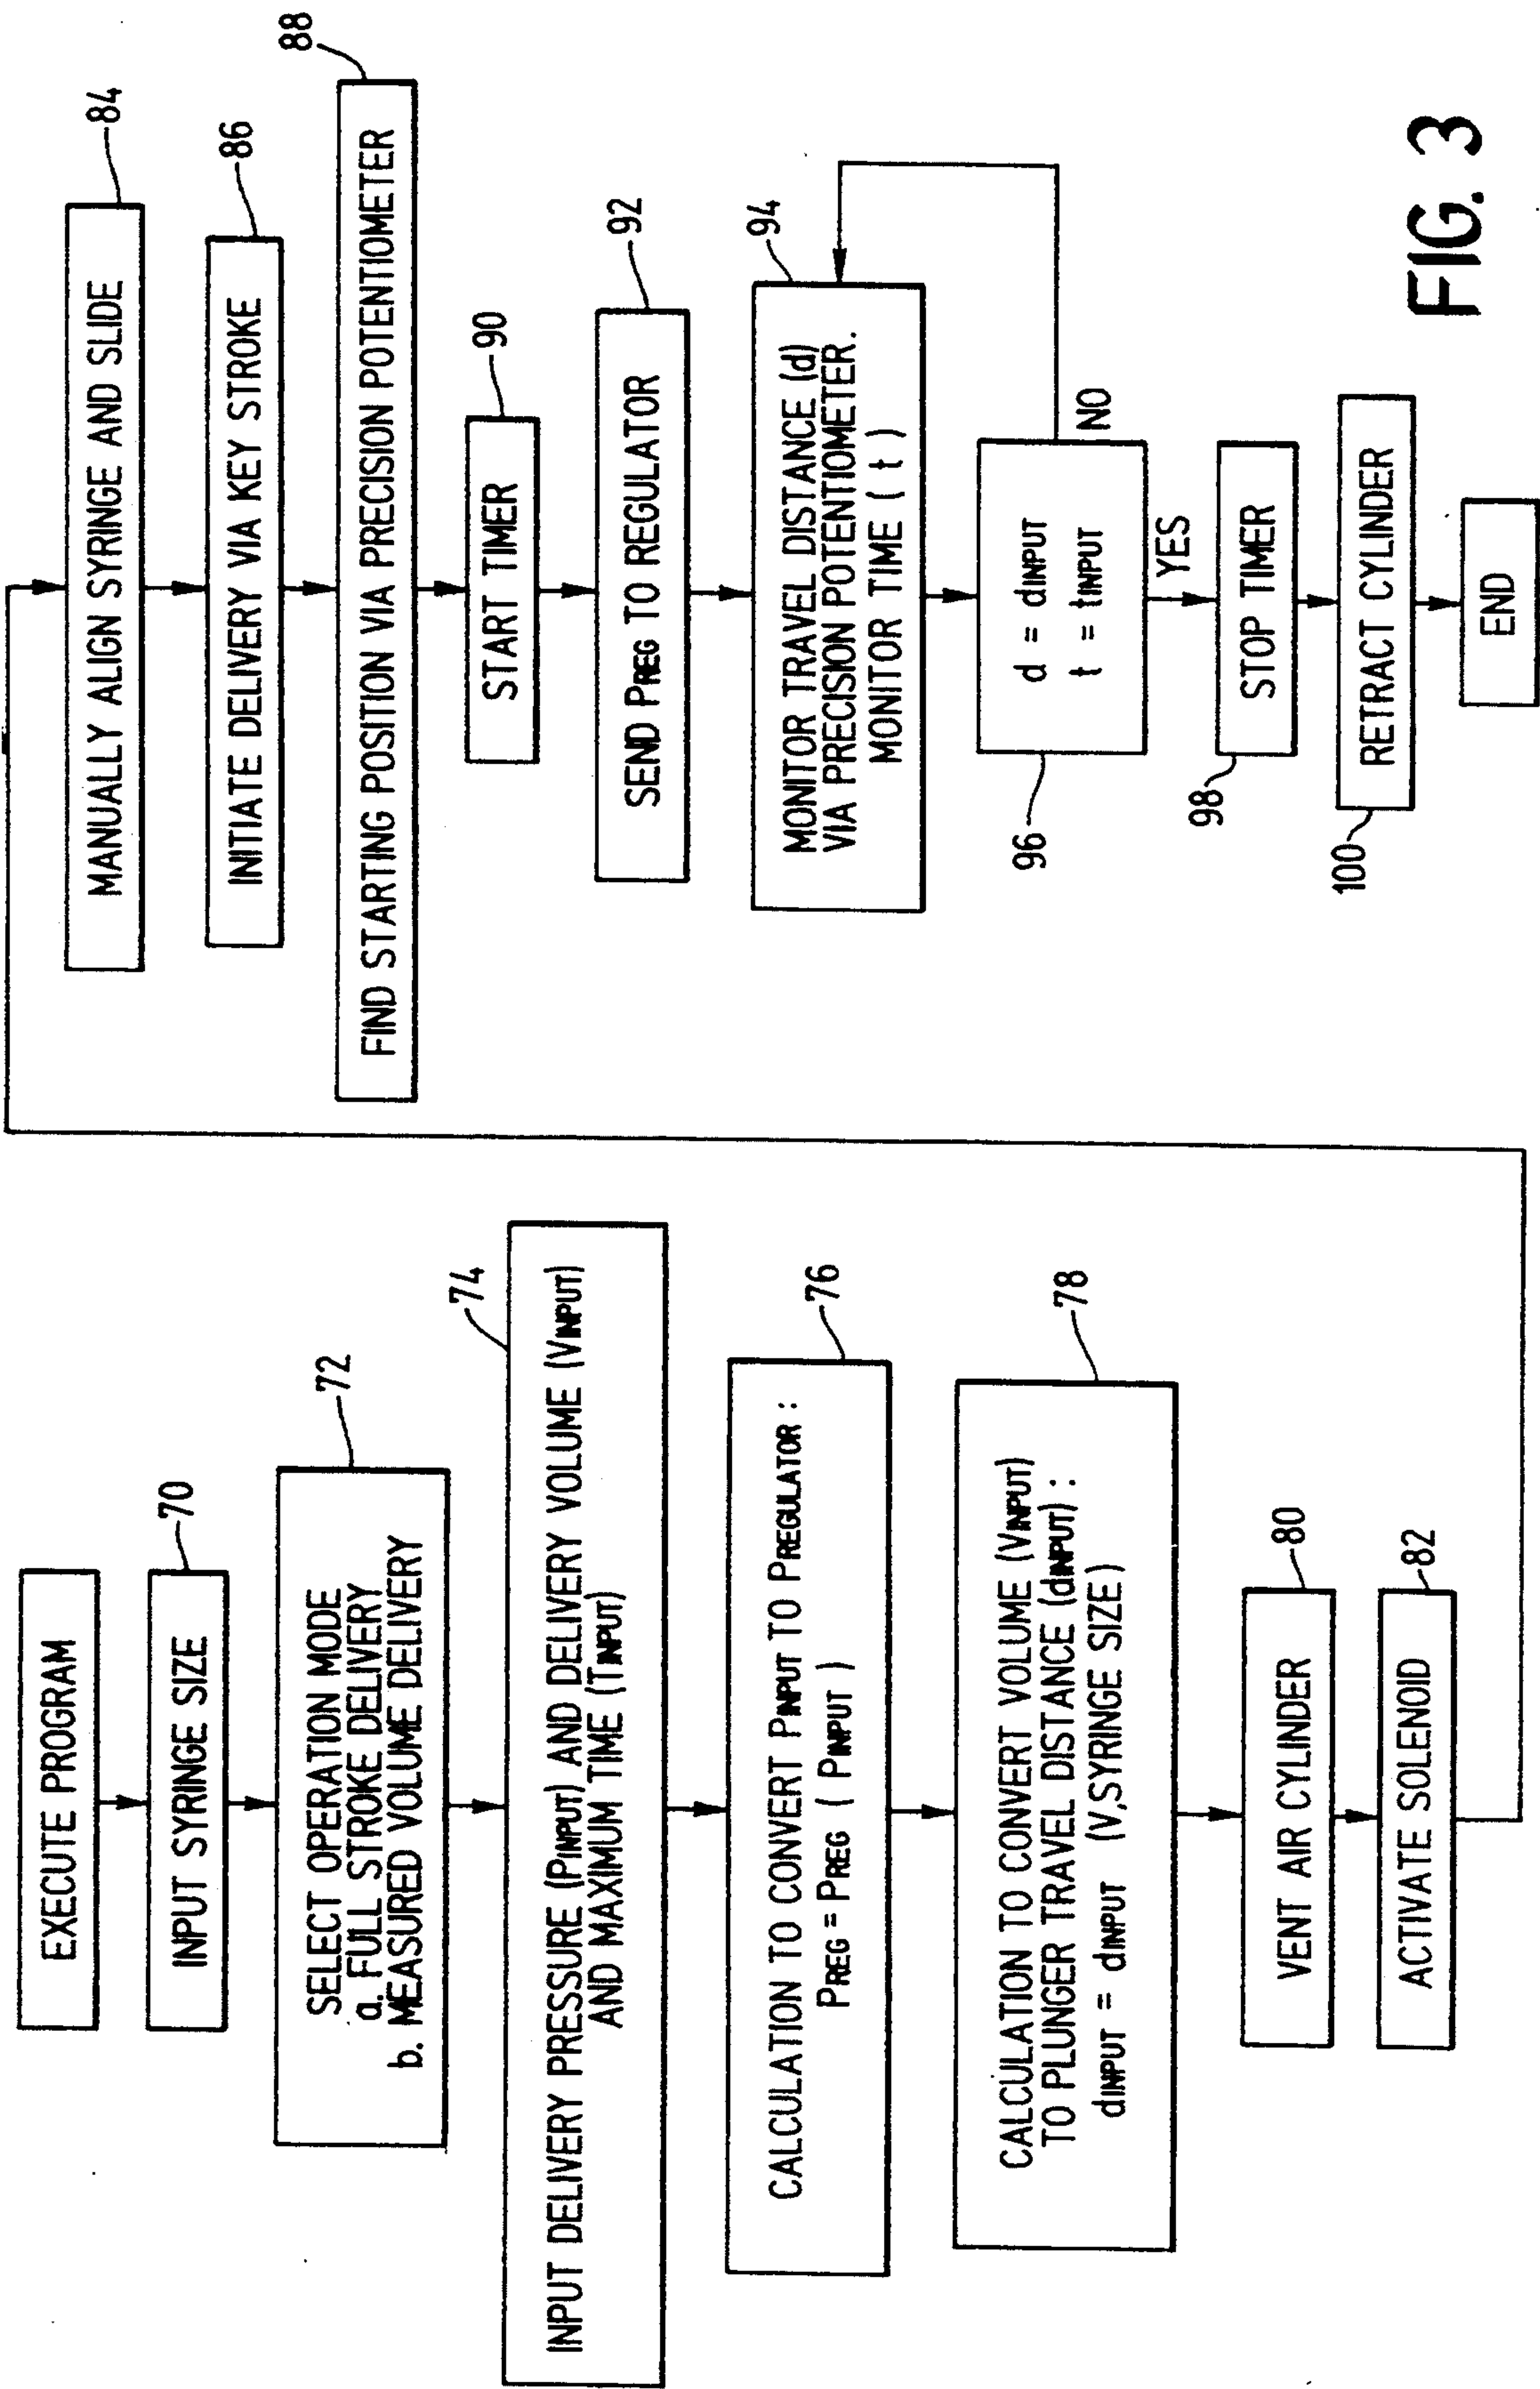 EXECUTE PROGRAM
INPUT SYRINGE SIZE
70
SELECT OPERATION MODE
a. FULL STROKE DELIVERY
b. MEASURED VOLUME DELIVERY
72
INPUT DELIVERY PRESSURE (PINPUT) AND DELIVERY VOLUME (VINPUT)
AND MAXIMUM TIME (TINPUT)
74
CALCULATION TO CONVERT PINPUT TO PREGULATOR :
PREG = PREG ( PINPUT )
76
CALCULATION TO CONVERT VOLUME (VINPUT)
TO PLUNGER TRAVEL DISTANCE (dINPUT) :
dINPUT = dINPUT (V,SYRINGE SIZE)
78
VENT AIR CYLINDER
80
ACTIVATE SOLENOID
82
MANUALLY ALIGN SYRINGE AND SLIDE
84
INITIATE DELIVERY VIA KEY STROKE
86
FIND STARTING POSITION VIA PRECISION POTENTIOMETER
88
START TIMER
90
SEND PREG TO REGULATOR
92
MONITOR TRAVEL DISTANCE (d)
VIA PRECISION POTENTIOMETER.
MONITOR TIME ( t )
94
d = dINPUT
t = tINPUT
96
NO
YES
STOP TIMER
98
RETRACT CYLINDER
100
END
FIG. 3